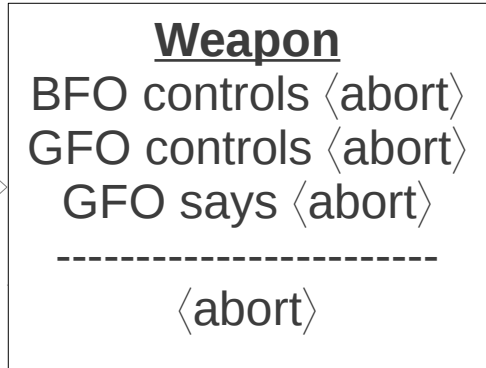 Weapon
BFO controls ⟨abort⟩
GFO controls ⟨abort⟩
GFO says ⟨abort⟩
------------------------
⟨abort⟩